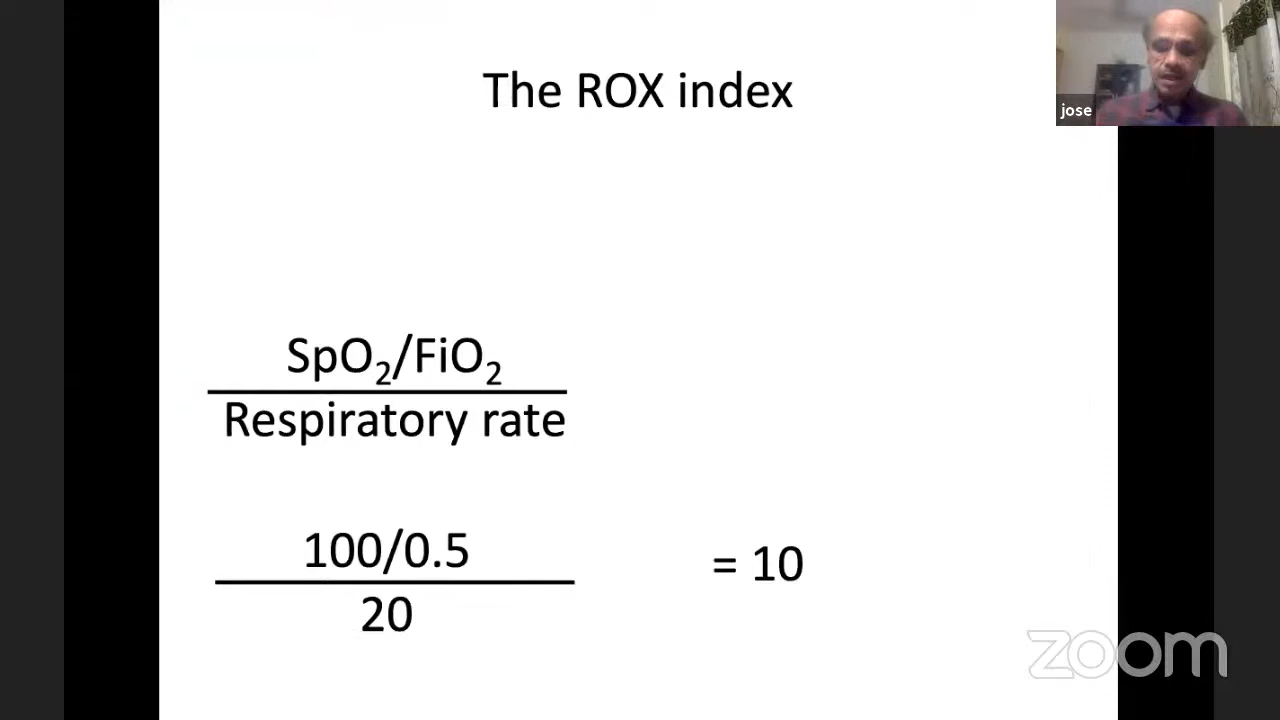 The ROX index
jose
SpO₂/FiO₂
Respiratory rate
100/0.5
= 10
20
zoom